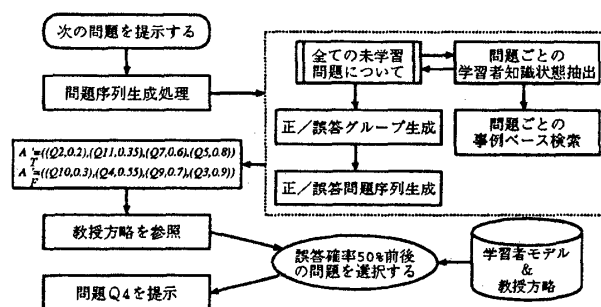 次の問題を提示する
問題序列生成処理
全ての未学習
問題について
問題ごとの
学習者知識状態抽出
正／誤答グループ生成
問題ごとの
事例ベース検索
正／誤答問題序列生成
A '=((Q2,0.2),(Q11,0.35),(Q7,0.6),(Q5,0.8))
T
A '=((Q10,0.3),(Q4,0.55),(Q9,0.7),(Q3,0.9))
F
教授方略を参照
誤答確率50%前後
の問題を選択する
学習者モデル
&
教授方略
問題Q4を提示